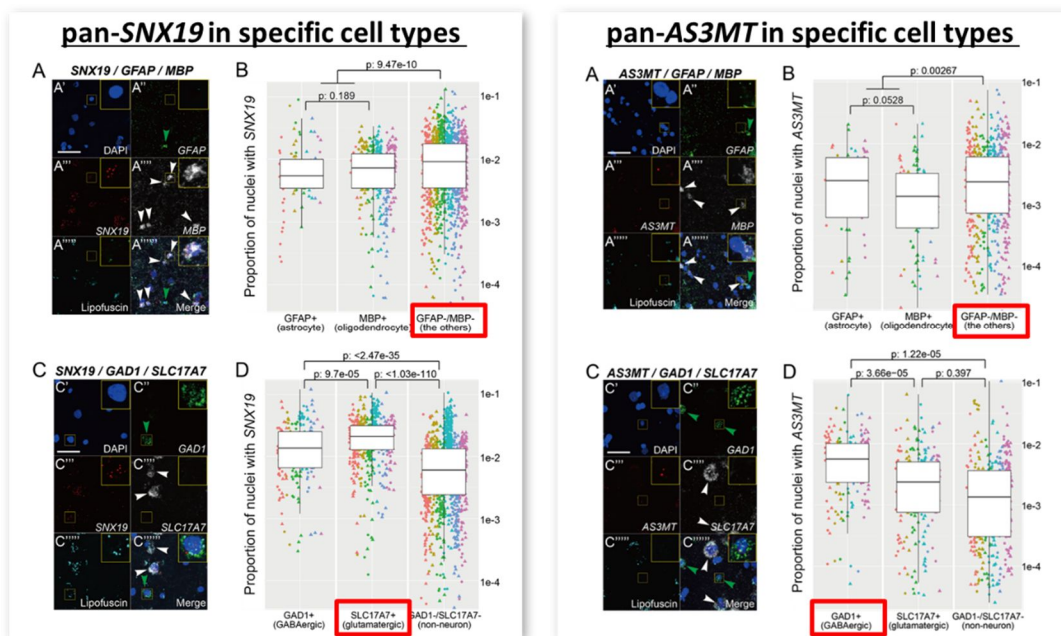 pan-SNX19 in specific cell types
A
SNX19 / GFAP / MBP
A'
A''
DAPI
GFAP
A'''
A''''
SNX19
MBP
A'''''
A''''''
Lipofuscin
Merge
B
p: 9.47e-10
p: 0.189
Proportion of nuclei with SNX19
1e-1
1e-2
1e-3
1e-4
GFAP+
(astrocyte)
MBP+
(oligodendrocyte)
GFAP-/MBP-
(the others)
C
SNX19 / GAD1 / SLC17A7
C'
C''
DAPI
GAD1
C'''
C''''
SNX19
SLC17A7
C'''''
C''''''
Lipofuscin
Merge
D
p: <2.47e-35
p: 9.7e-05
p: <1.03e-110
Proportion of nuclei with SNX19
1e-1
1e-2
1e-3
1e-4
GAD1+
(GABAergic)
SLC17A7+
(glutamatergic)
GAD1-/SLC17A7-
(non-neuron)
pan-AS3MT in specific cell types
A
AS3MT / GFAP / MBP
A'
A''
DAPI
GFAP
A'''
A''''
AS3MT
MBP
A'''''
A''''''
Lipofuscin
Merge
B
p: 0.00267
p: 0.0528
Proportion of nuclei with AS3MT
1e-1
1e-2
1e-3
1e-4
GFAP+
(astrocyte)
MBP+
(oligodendrocyte)
GFAP-/MBP-
(the others)
C
AS3MT / GAD1 / SLC17A7
C'
C''
DAPI
GAD1
C'''
C''''
AS3MT
SLC17A7
C'''''
C''''''
Lipofuscin
Merge
D
p: 1.22e-05
p: 3.66e-05
p: 0.397
Proportion of nuclei with AS3MT
1e-1
1e-2
1e-3
1e-4
GAD1+
(GABAergic)
SLC17A7+
(glutamatergic)
GAD1-/SLC17A7-
(non-neuron)